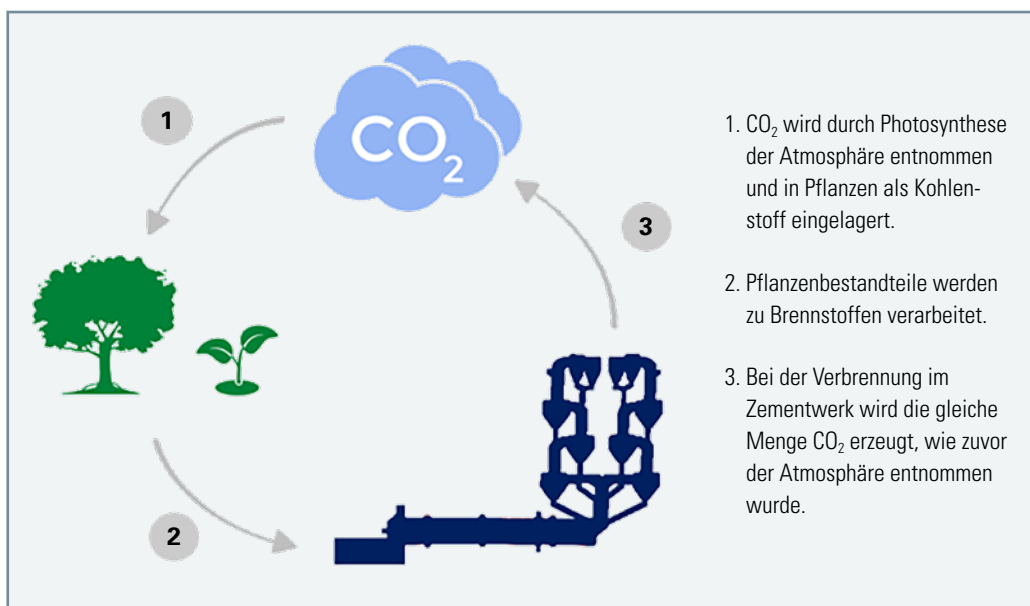 1
CO₂
3
2
1. CO₂ wird durch Photosynthese
der Atmosphäre entnommen
und in Pflanzen als Kohlen-
stoff eingelagert.
2. Pflanzenbestandteile werden
zu Brennstoffen verarbeitet.
3. Bei der Verbrennung im
Zementwerk wird die gleiche
Menge CO₂ erzeugt, wie zuvor
der Atmosphäre entnommen
wurde.